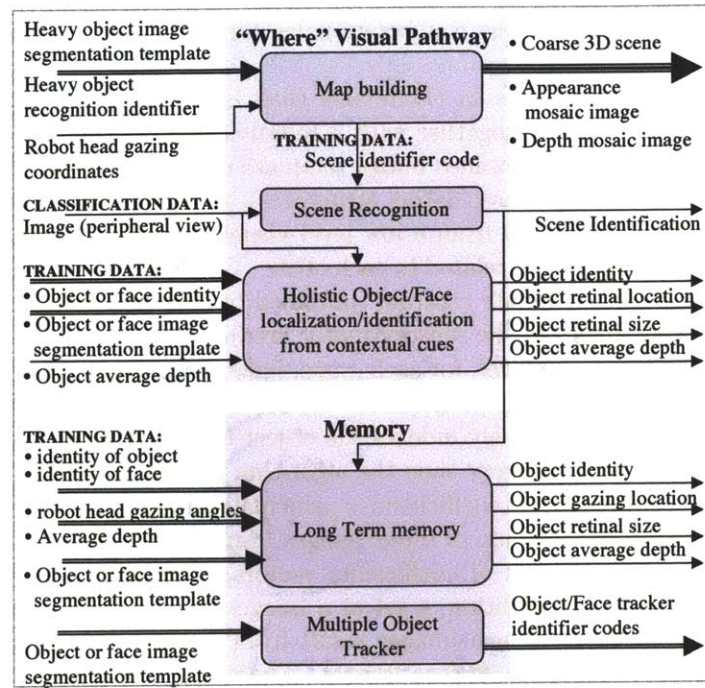 Heavy object image
segmentation template
Heavy object
recognition identifier
Robot head gazing
coordinates
"Where" Visual Pathway
Map building
• Coarse 3D scene
• Appearance
mosaic image
• Depth mosaic image
TRAINING DATA:
Scene identifier code
CLASSIFICATION DATA:
Image (peripheral view)
Scene Recognition
Scene Identification
TRAINING DATA:
• Object or face identity
• Object or face image
segmentation template
• Object average depth
Holistic Object/Face
localization/identification
from contextual cues
Object identity
Object retinal location
Object retinal size
Object average depth
Memory
TRAINING DATA:
• identity of object
• identity of face
• robot head gazing angles
• Average depth
• Object or face image
segmentation template
Long Term memory
Object identity
Object gazing location
Object retinal size
Object average depth
Object or face image
segmentation template
Multiple Object
Tracker
Object/Face tracker
identifier codes